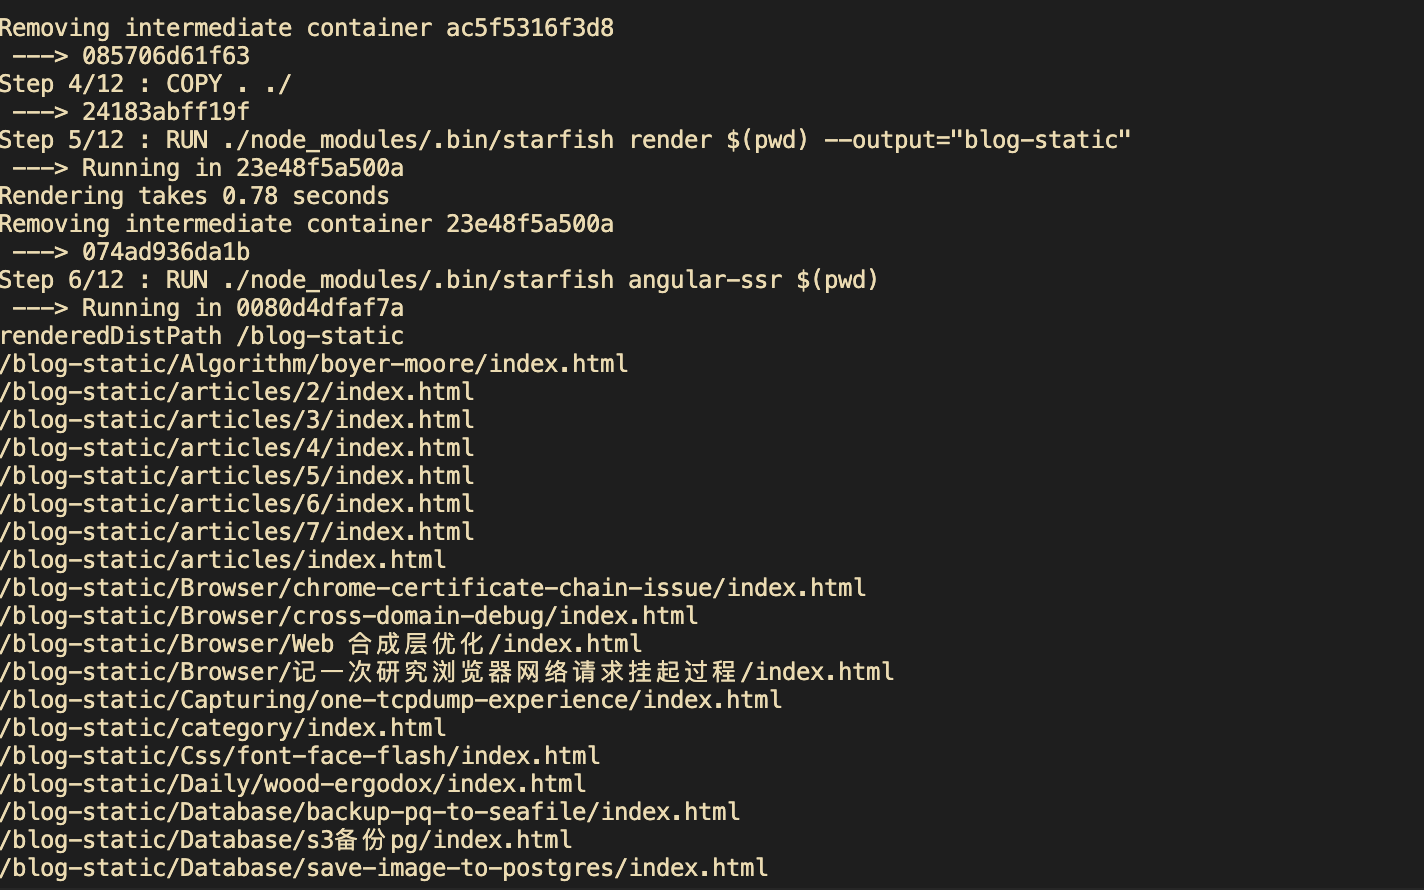 Removing intermediate container ac5f5316f3d8
---> 085706d61f63
Step 4/12 : COPY . ./
---> 24183abff19f
Step 5/12 : RUN ./node_modules/.bin/starfish render $(pwd) --output="blog-static"
---> Running in 23e48f5a500a
Rendering takes 0.78 seconds
Removing intermediate container 23e48f5a500a
---> 074ad936da1b
Step 6/12 : RUN ./node_modules/.bin/starfish angular-ssr $(pwd)
---> Running in 0080d4dfaf7a
renderedDistPath /blog-static
/blog-static/Algorithm/boyer-moore/index.html
/blog-static/articles/2/index.html
/blog-static/articles/3/index.html
/blog-static/articles/4/index.html
/blog-static/articles/5/index.html
/blog-static/articles/6/index.html
/blog-static/articles/7/index.html
/blog-static/articles/index.html
/blog-static/Browser/chrome-certificate-chain-issue/index.html
/blog-static/Browser/cross-domain-debug/index.html
/blog-static/Browser/Web 合成层优化/index.html
/blog-static/Browser/记一次研究浏览器网络请求挂起过程/index.html
/blog-static/Capturing/one-tcpdump-experience/index.html
/blog-static/category/index.html
/blog-static/Css/font-face-flash/index.html
/blog-static/Daily/wood-ergodox/index.html
/blog-static/Database/backup-pq-to-seafile/index.html
/blog-static/Database/s3备份pg/index.html
/blog-static/Database/save-image-to-postgres/index.html